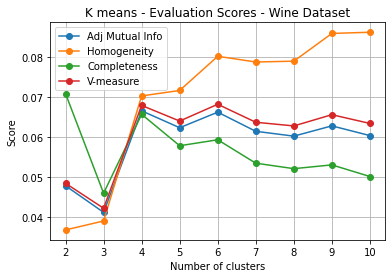 K means - Evaluation Scores - Wine Dataset
Adj Mutual Info
Homogeneity
Completeness
V-measure
Score
0.08
0.07
0.06
0.05
0.04
2 3 4 5 6 7 8 9 10
Number of clusters